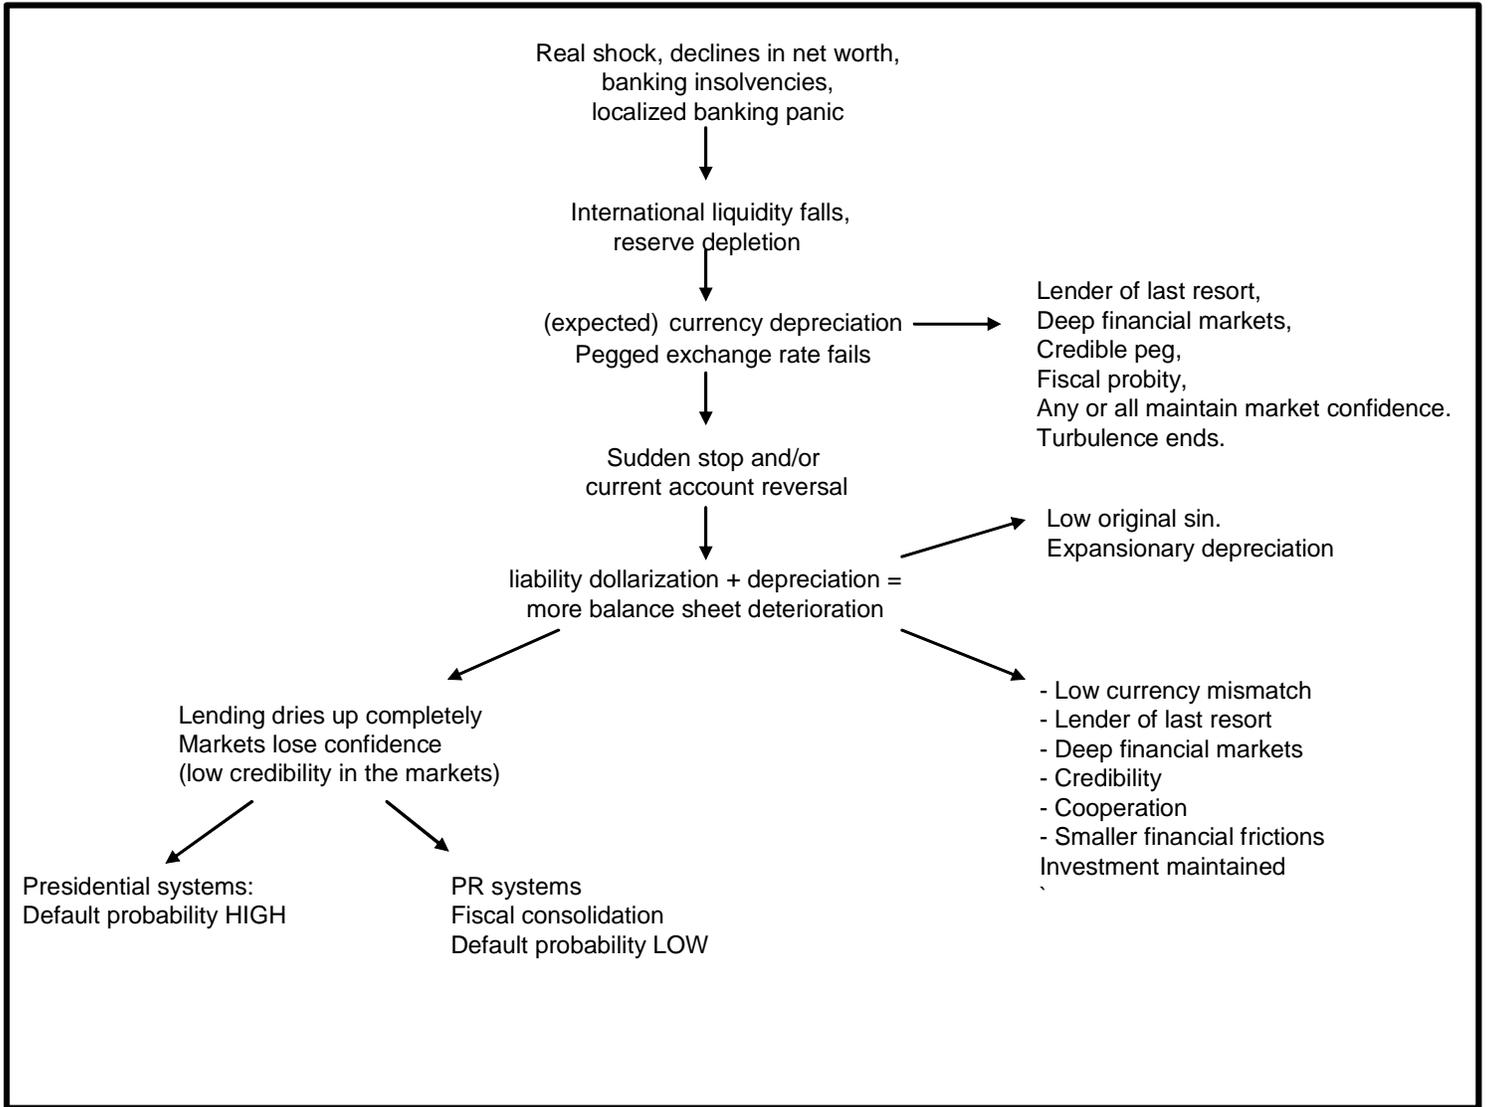 Real shock, declines in net worth,
banking insolvencies,
localized banking panic
International liquidity falls,
reserve depletion
(expected) currency depreciation
Pegged exchange rate fails
Lender of last resort,
Deep financial markets,
Credible peg,
Fiscal probity,
Any or all maintain market confidence.
Turbulence ends.
Sudden stop and/or
current account reversal
Low original sin.
Expansionary depreciation
liability dollarization + depreciation =
more balance sheet deterioration
Lending dries up completely
Markets lose confidence
(low credibility in the markets)
- Low currency mismatch
- Lender of last resort
- Deep financial markets
- Credibility
- Cooperation
- Smaller financial frictions
Investment maintained
`
Presidential systems:
Default probability HIGH
PR systems
Fiscal consolidation
Default probability LOW